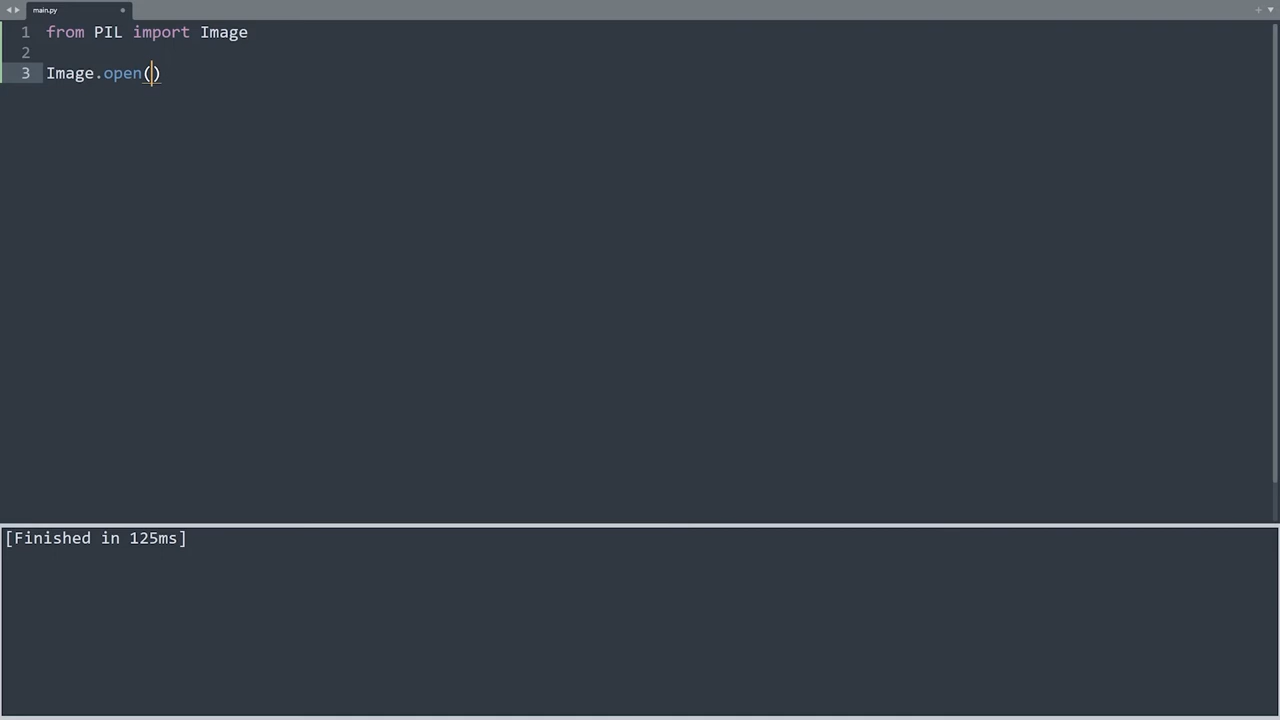 main.py
1 from PIL import Image
2
3 Image.open()
[Finished in 125ms]